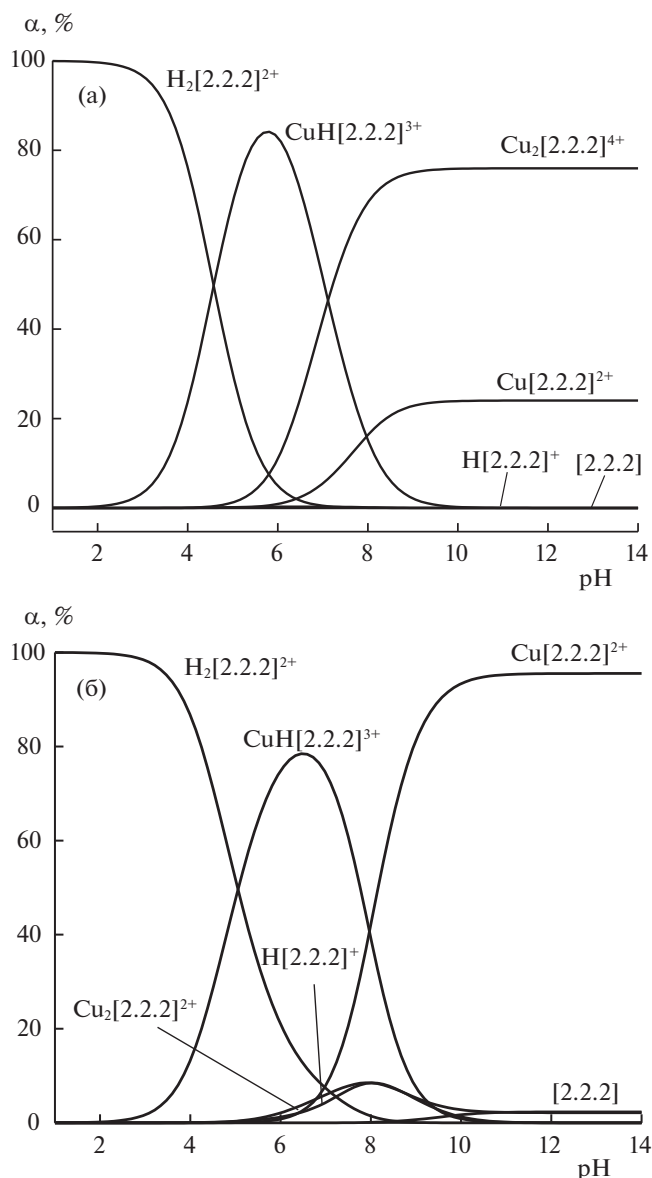 α, %
100
(а)
H₂[2.2.2]²⁺
CuH[2.2.2]³⁺
Cu₂[2.2.2]⁴⁺
80
60
40
Cu[2.2.2]²⁺
20
H[2.2.2]⁺ [2.2.2]
0
2 4 6 8 10 12 14
pH
α, %
100
H₂[2.2.2]²⁺
Cu[2.2.2]²⁺
(б)
CuH[2.2.2]³⁺
80
60
40
H[2.2.2]⁺
Cu₂[2.2.2]²⁺
20
[2.2.2]
0
2 4 6 8 10 12 14
pH